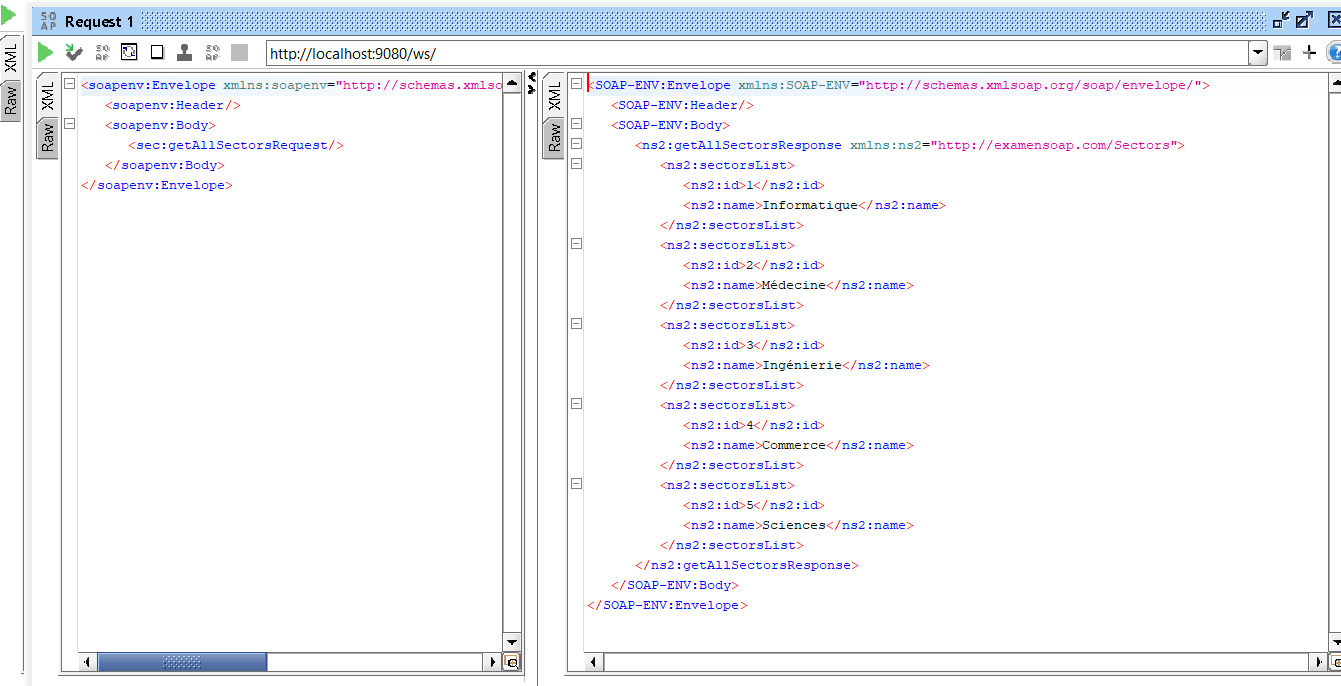 SO AP Request 1
http://localhost:9080/ws/
XML
Raw
XML
Raw
<soapenv:Envelope xmlns:soapenv="http://schemas.xmlso
<soapenv:Header/>
<soapenv:Body>
<sec:getAllSectorsRequest/>
</soapenv:Body>
</soapenv:Envelope>
XML
Raw
<SOAP-ENV:Envelope xmlns:SOAP-ENV="http://schemas.xmlsoap.org/soap/envelope/">
<SOAP-ENV:Header/>
<SOAP-ENV:Body>
<ns2:getAllSectorsResponse xmlns:ns2="http://examensoap.com/Sectors">
<ns2:sectorsList>
<ns2:id>1</ns2:id>
<ns2:name>Informatique</ns2:name>
</ns2:sectorsList>
<ns2:sectorsList>
<ns2:id>2</ns2:id>
<ns2:name>Médecine</ns2:name>
</ns2:sectorsList>
<ns2:sectorsList>
<ns2:id>3</ns2:id>
<ns2:name>Ingénierie</ns2:name>
</ns2:sectorsList>
<ns2:sectorsList>
<ns2:id>4</ns2:id>
<ns2:name>Commerce</ns2:name>
</ns2:sectorsList>
<ns2:sectorsList>
<ns2:id>5</ns2:id>
<ns2:name>Sciences</ns2:name>
</ns2:sectorsList>
</ns2:getAllSectorsResponse>
</SOAP-ENV:Body>
</SOAP-ENV:Envelope>